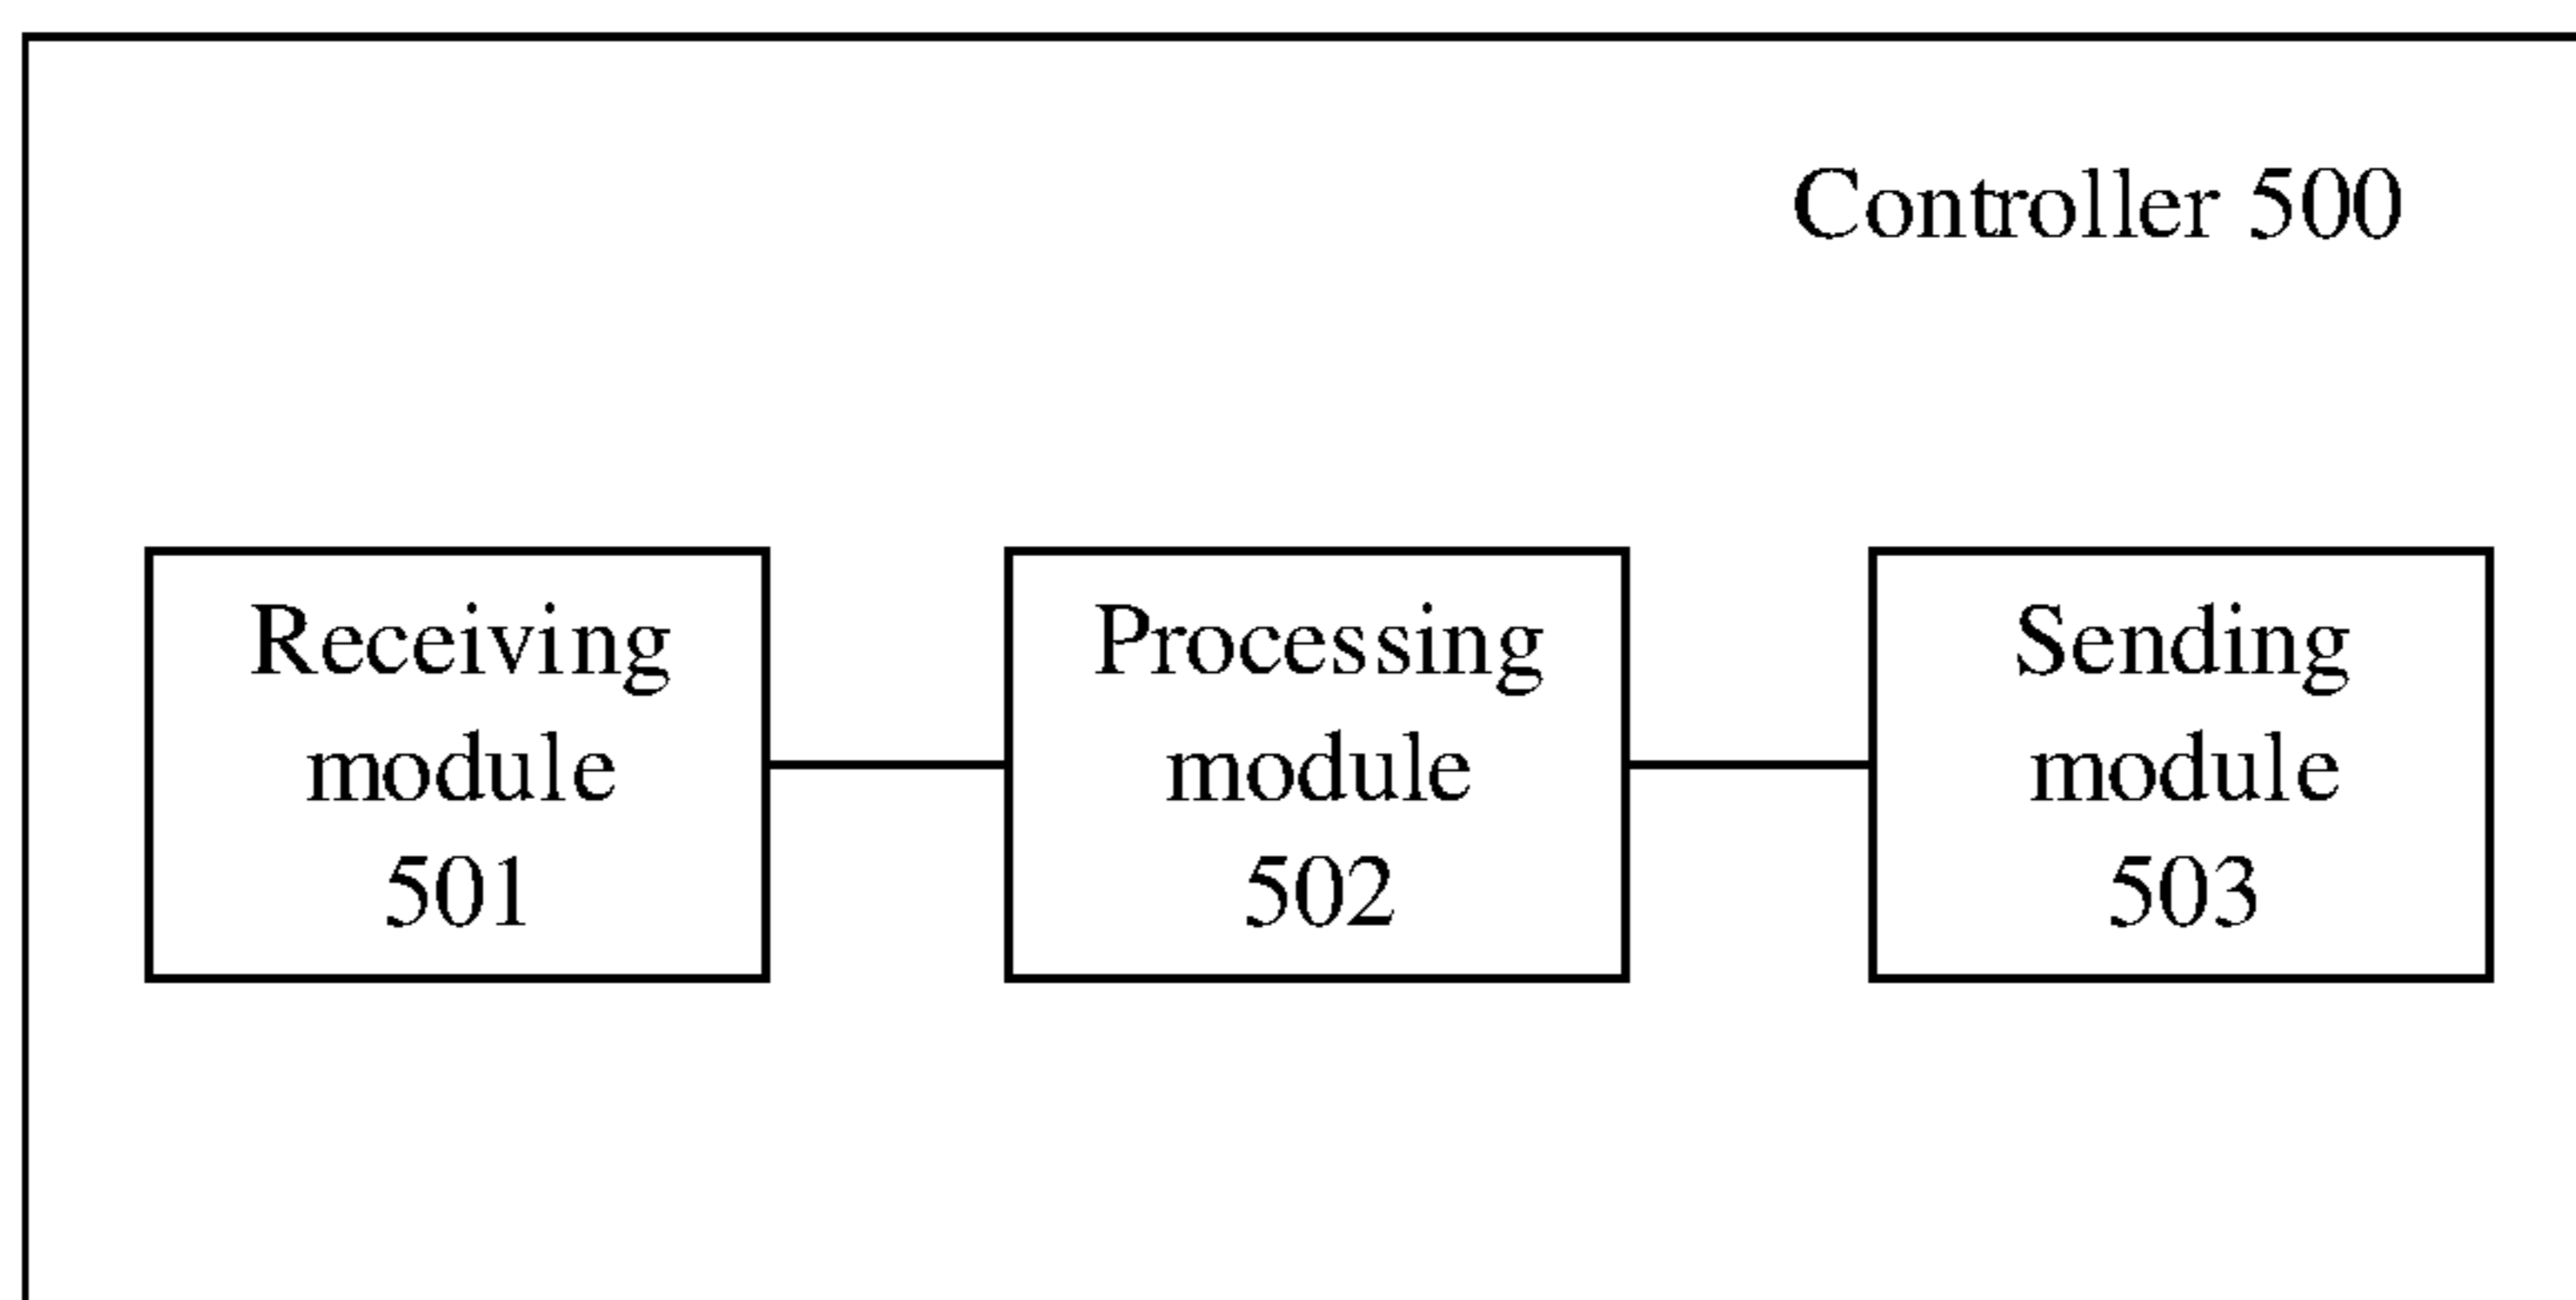 Controller 500
Receiving
module
501
Processing
module
502
Sending
module
503